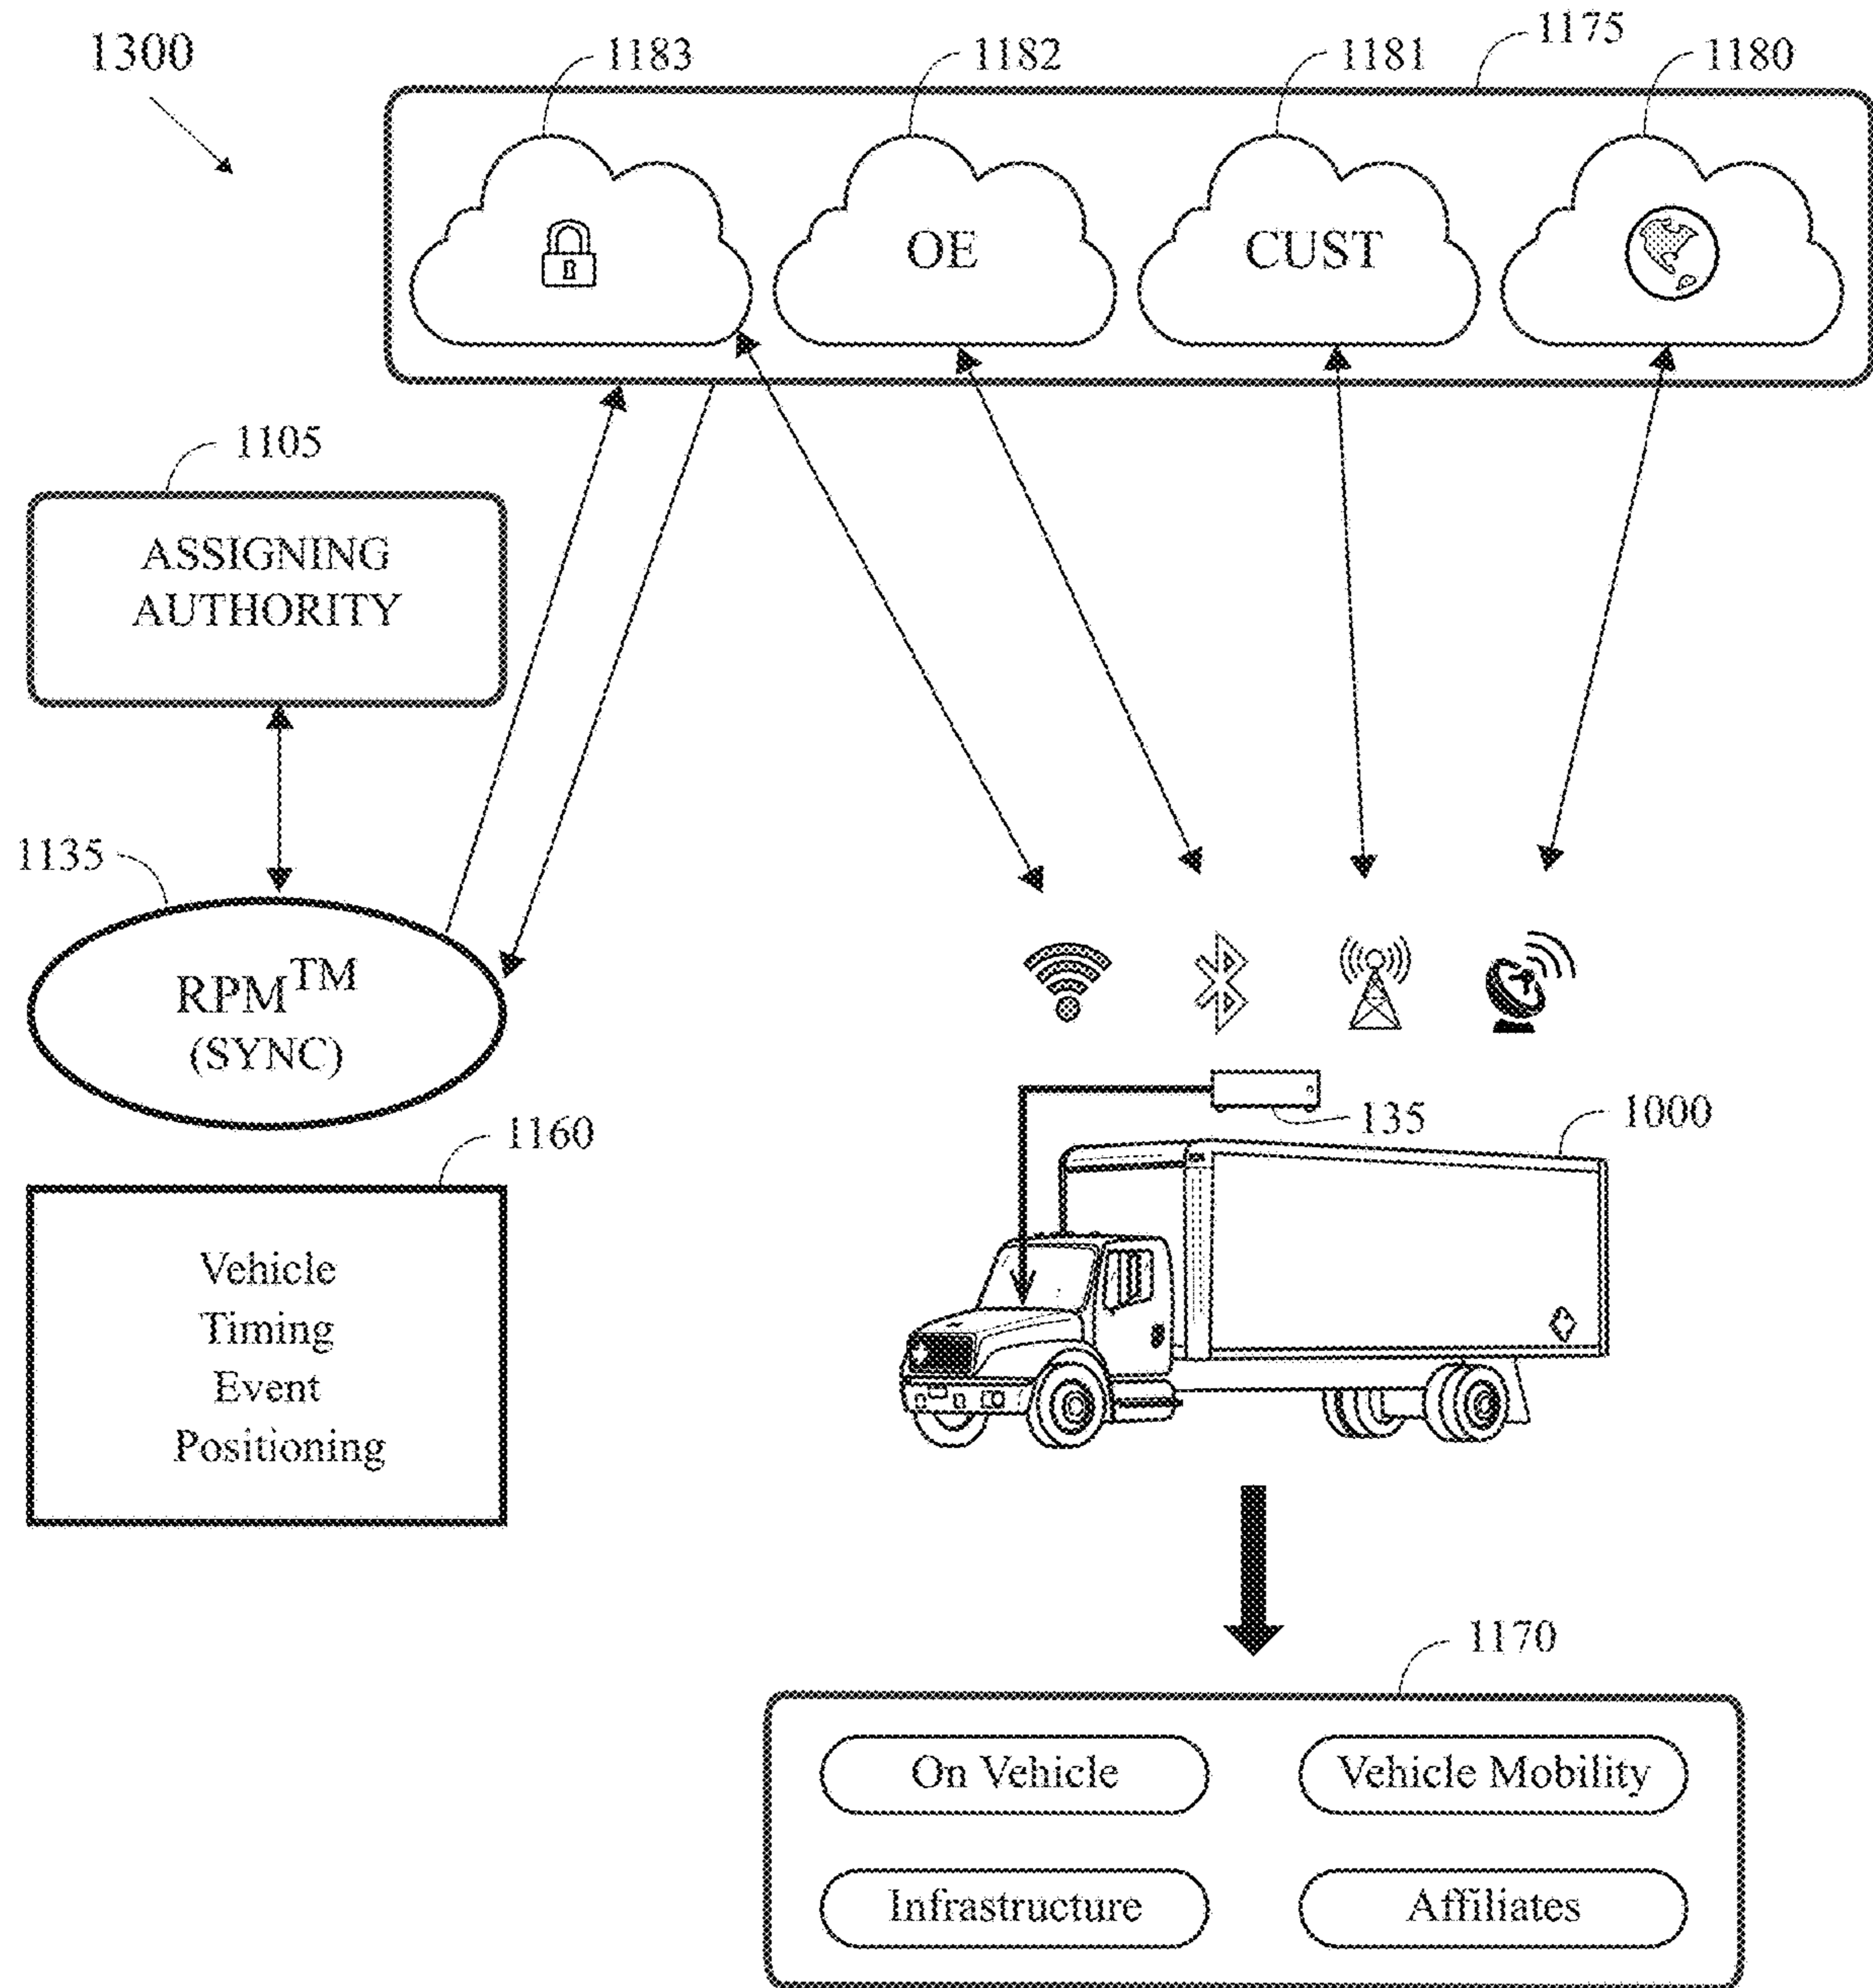 1300
1183
1182
1181
1175
1180
OE
CUST
1105
ASSIGNING
AUTHORITY
1135
RPM™
(SYNC)
1160
Vehicle
Timing
Event
Positioning
135
1000
1170
On Vehicle
Vehicle Mobility
Infrastructure
Affiliates